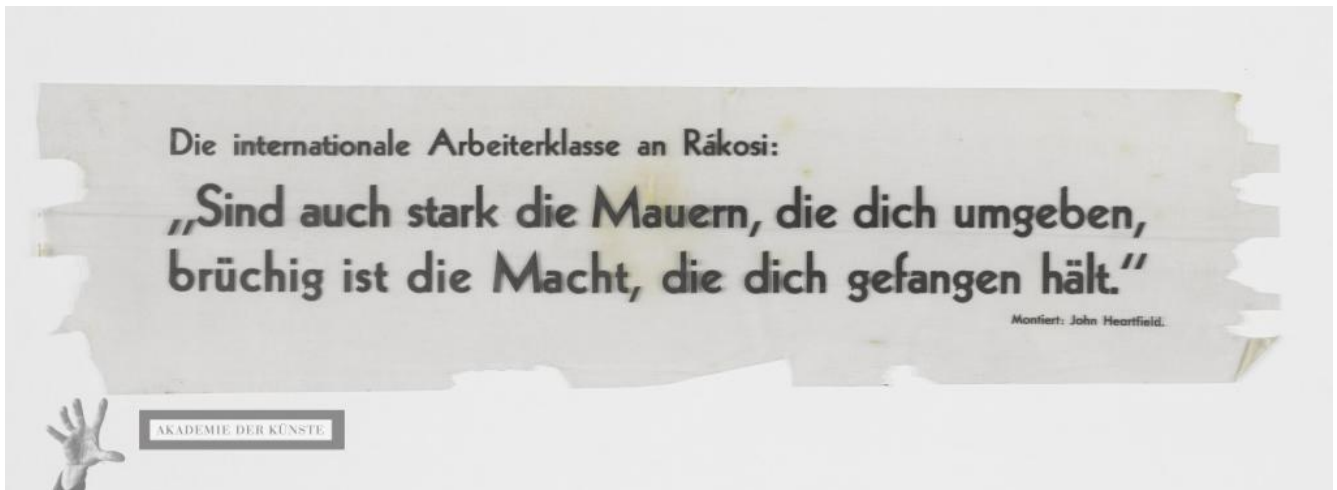 Die internationale Arbeiterklasse an Rákosi:
„Sind auch stark die Mauern, die dich umgeben,
brüchig ist die Macht, die dich gefangen hält.“
Montiert: John Heartfield.
AKADEMIE DER KÜNSTE